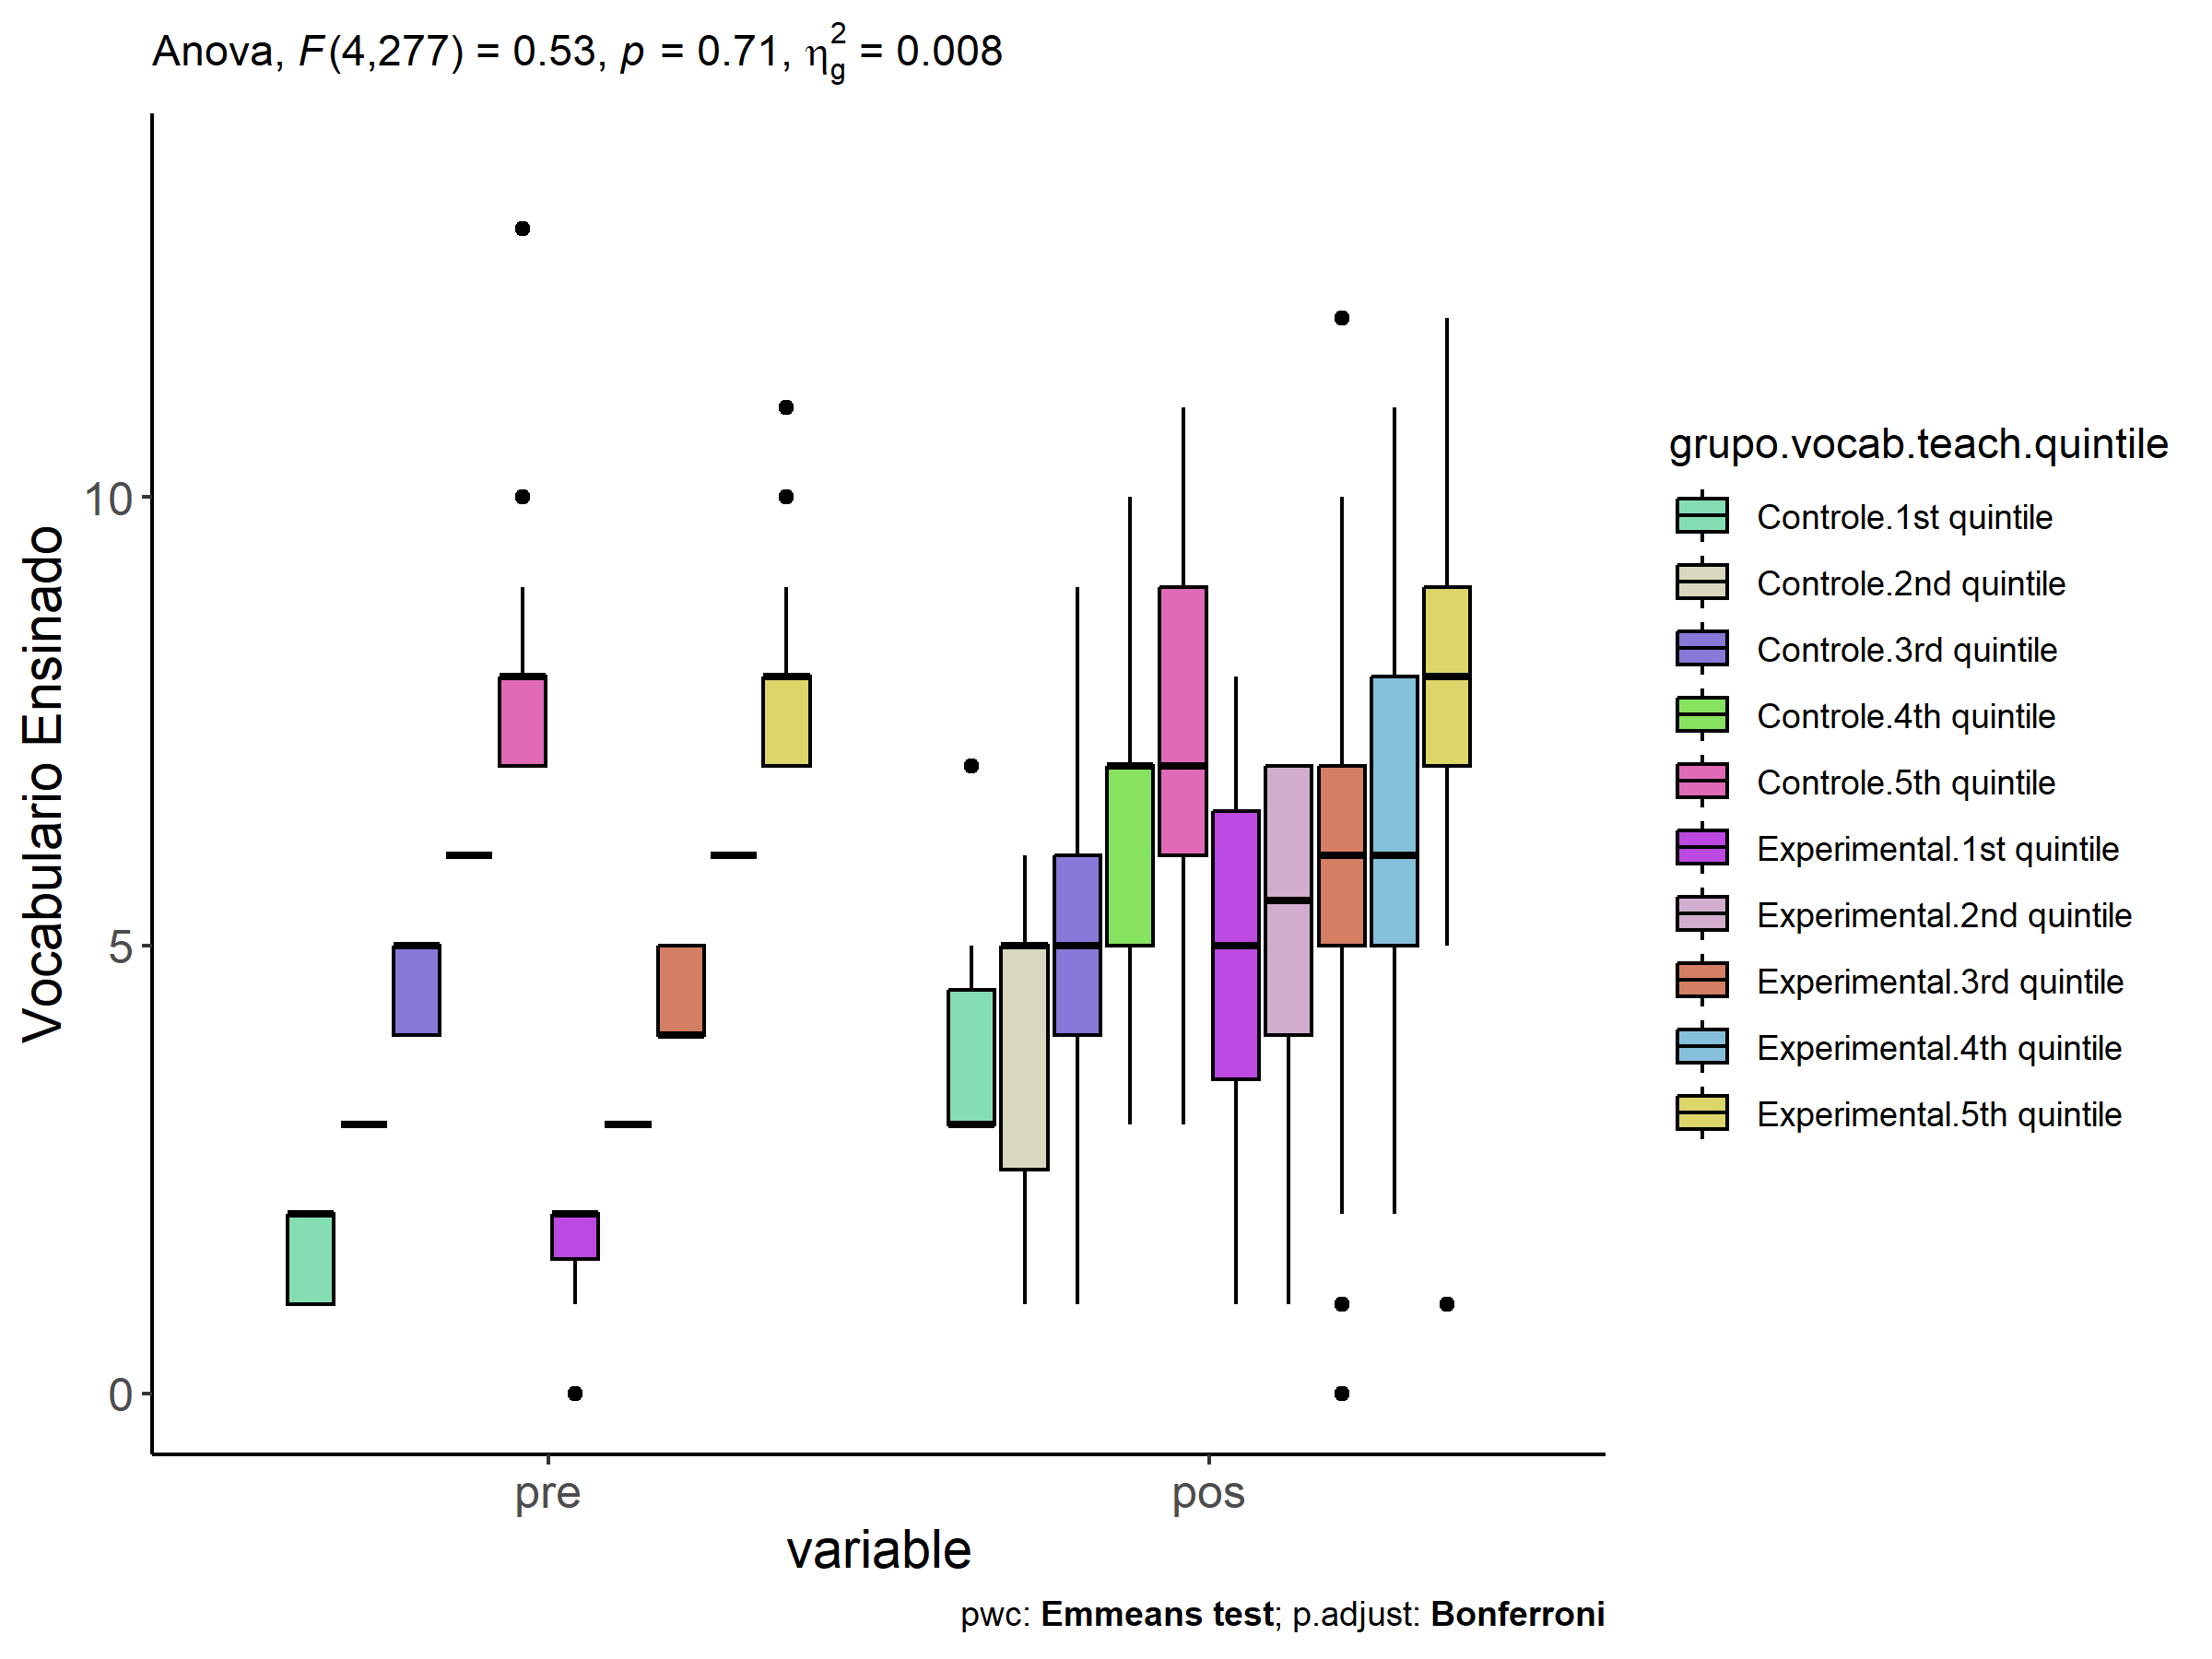 Anova, F(4,277) = 0.53, p = 0.71, η²g = 0.008
Vocabulario Ensinado
10
5
0
pre
pos
variable
grupo.vocab.teach.quintile
Controle.1st quintile
Controle.2nd quintile
Controle.3rd quintile
Controle.4th quintile
Controle.5th quintile
Experimental.1st quintile
Experimental.2nd quintile
Experimental.3rd quintile
Experimental.4th quintile
Experimental.5th quintile
pwc: Emmeans test; p.adjust: Bonferroni